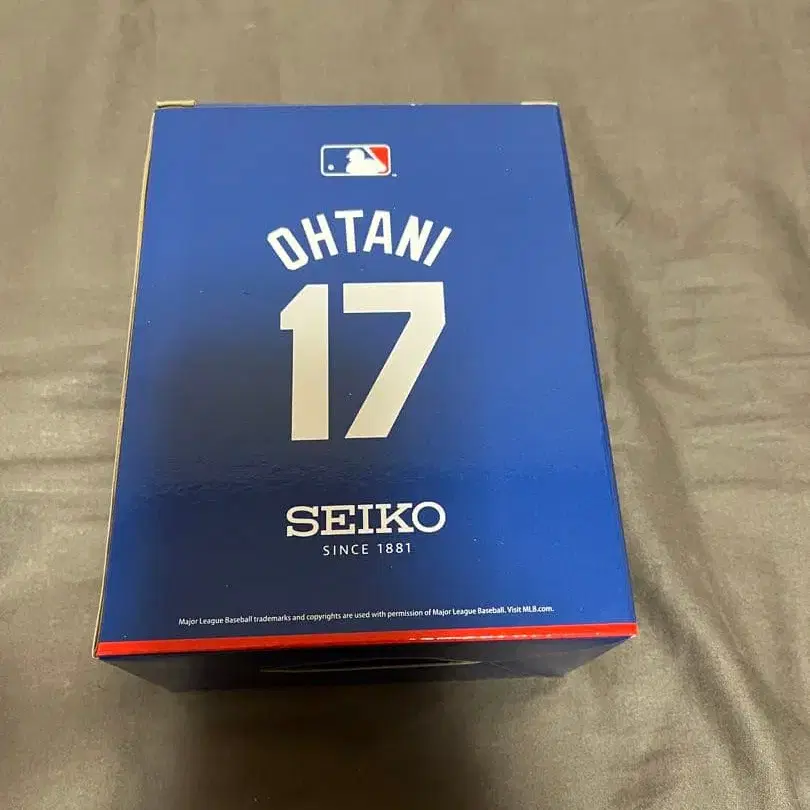 OHTANI
17
SEIKO
SINCE 1881
Major League Baseball trademarks and copyrights are used with permission of Major League Baseball. Visit MLB.com.